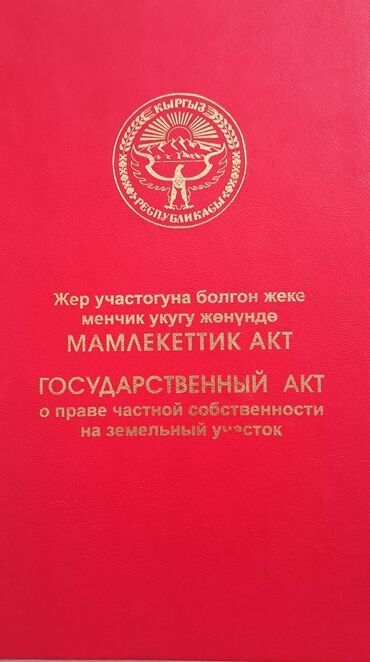 КЫРГЫЗ
РЕСПУБЛИКАСЫ
Жер участогуна болгон жеке
менчик укугу жөнүндө
МАМЛЕКЕТТИК АКТ
ГОСУДАРСТВЕННЫЙ АКТ
о праве частной собственности
на земельный участок